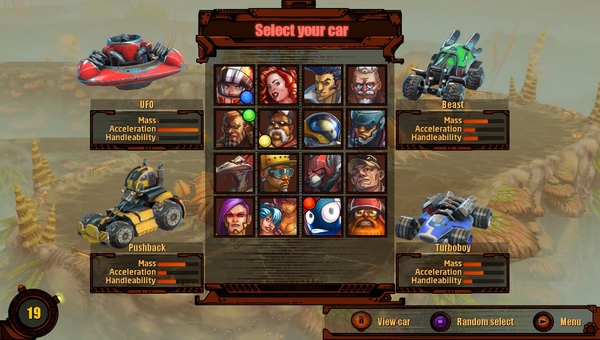 Select your car
UFO
Mass
Acceleration
Handleability
Beast
Mass
Acceleration
Handleability
Pushback
Mass
Acceleration
Handleability
Turboboy
Mass
Acceleration
Handleability
19
View car
Random select
Menu